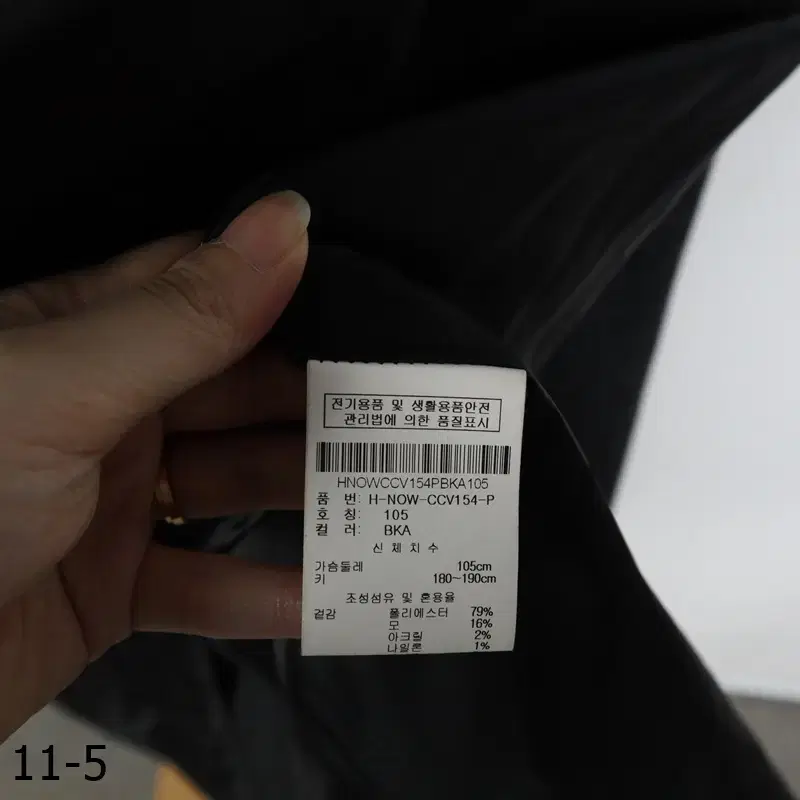 전기용품 및 생활용품안전
관리법에 의한 품질표시
HNOWCCV154PBKA105
품 번: H-NOW-CCV154-P
호 칭: 105
컬 러: BKA
신 체 치 수
가슴둘레 105cm
키 180~190cm
조성섬유 및 혼용율
겉감 폴리에스터 79%
모 16%
아크릴 2%
나일론 1%
11-5